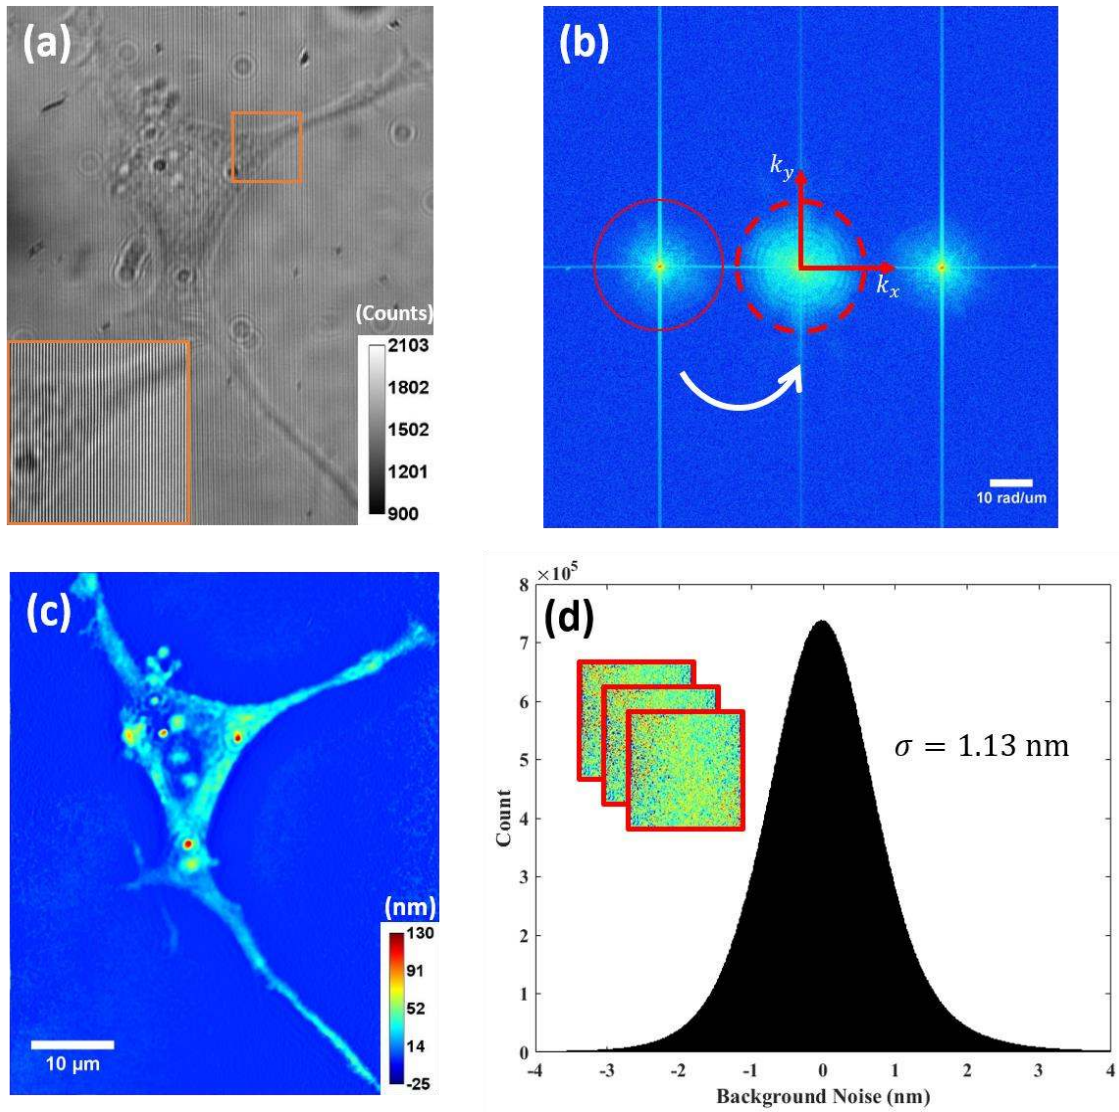 (a)
(Counts)
2103
1802
1502
1201
900
(b)
k_y
k_x
10 rad/um
(c)
(nm)
130
91
52
14
-25
10 μm
(d)
×10⁵
8
7
6
5
4
3
2
1
0
Count
σ = 1.13 nm
-4 -3 -2 -1 0 1 2 3 4
Background Noise (nm)